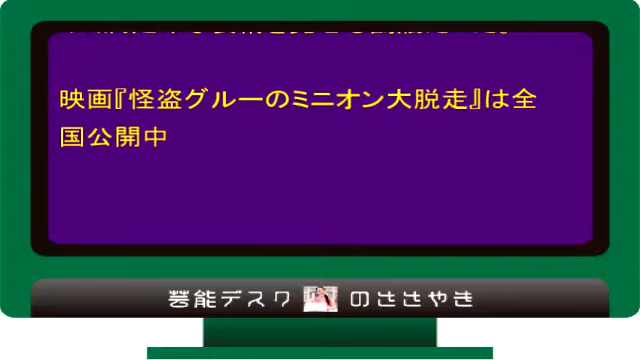 映画『怪盗グルーのミニオン大脱走』は全
国公開中
芸能デスク のささやき